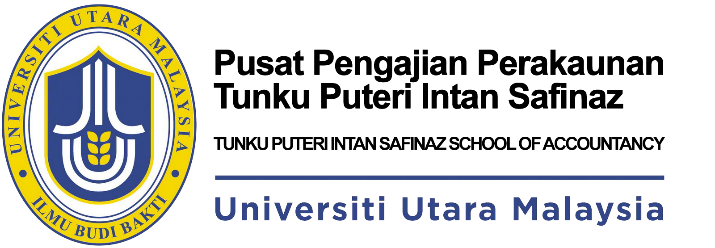 UNIVERSITI UTARA MALAYSIA
ILMU BUDI BAKTI
Pusat Pengajian Perakaunan
Tunku Puteri Intan Safinaz
TUNKU PUTERI INTAN SAFINAZ SCHOOL OF ACCOUNTANCY
Universiti Utara Malaysia